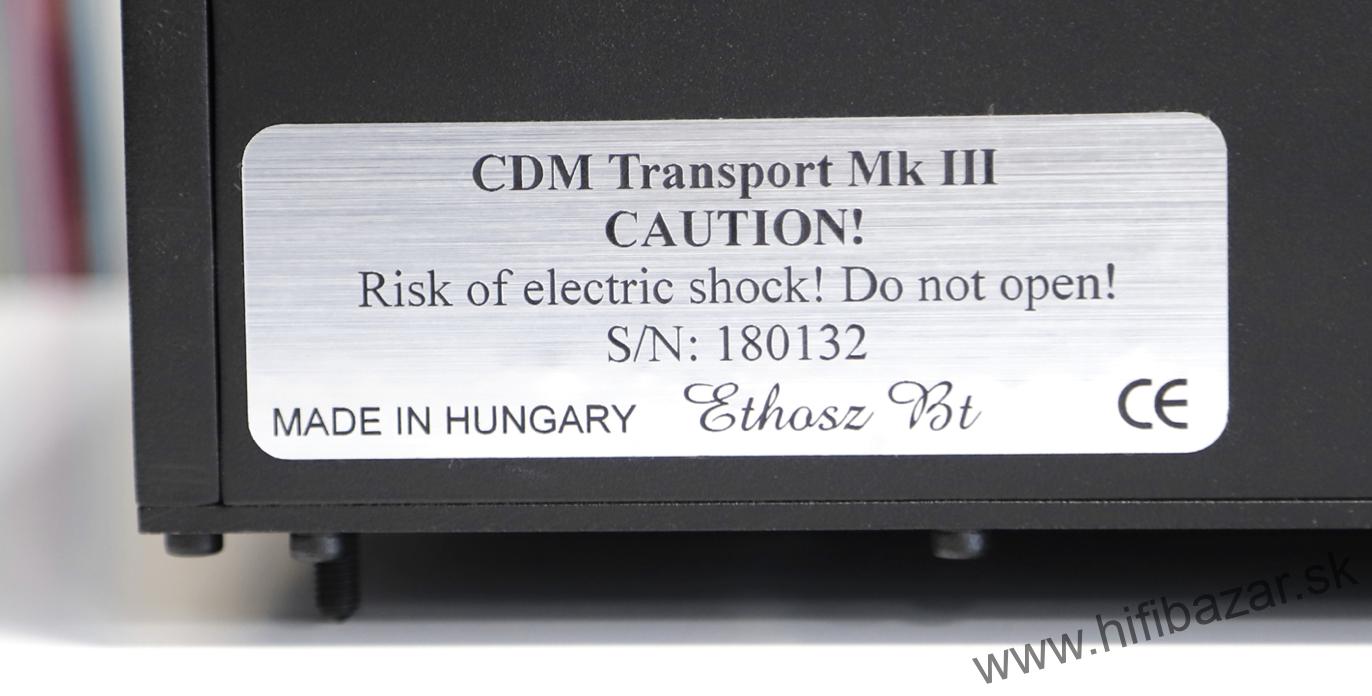 CDM Transport Mk III
CAUTION!
Risk of electric shock! Do not open!
S/N: 180132
MADE IN HUNGARY Ethosz Bt CE
www.hifibazar.sk